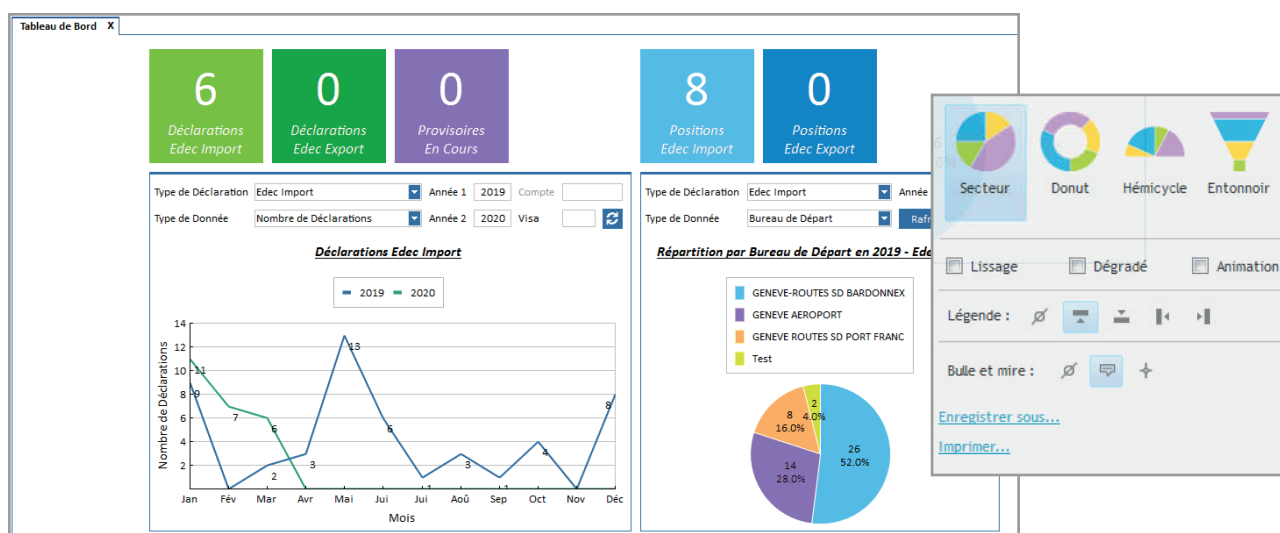 Tableau de Bord X
6
Déclarations
Edec Import
0
Déclarations
Edec Export
0
Provisoires
En Cours
8
Positions
Edec Import
0
Positions
Edec Export
Type de Déclaration Edec Import Année 1 2019 Compte
Type de Donnée Nombre de Déclarations Année 2 2020 Visa
Déclarations Edec Import
2019 2020
Nombre de Déclarations
14
12
10
8
6
4
2
11
9
7
6
2
3
13
6
1
3
1
4
8
Jan Fév Mar Avr Mai Jui Jui Aoû Sep Oct Nov Déc
Mois
Type de Déclaration Edec Import Année
Type de Donnée Bureau de Départ Rafr
Répartition par Bureau de Départ en 2019 - Ede
GENEVE-ROUTES SD BARDONNEX
GENEVE AEROPORT
GENEVE ROUTES SD PORT FRANC
Test
2
4.0%
8
16.0%
26
52.0%
14
28.0%
Secteur Donut Hémicycle Entonnoir
Lissage Dégradé Animation
Légende :
Bulle et mire :
Enregistrer sous...
Imprimer...